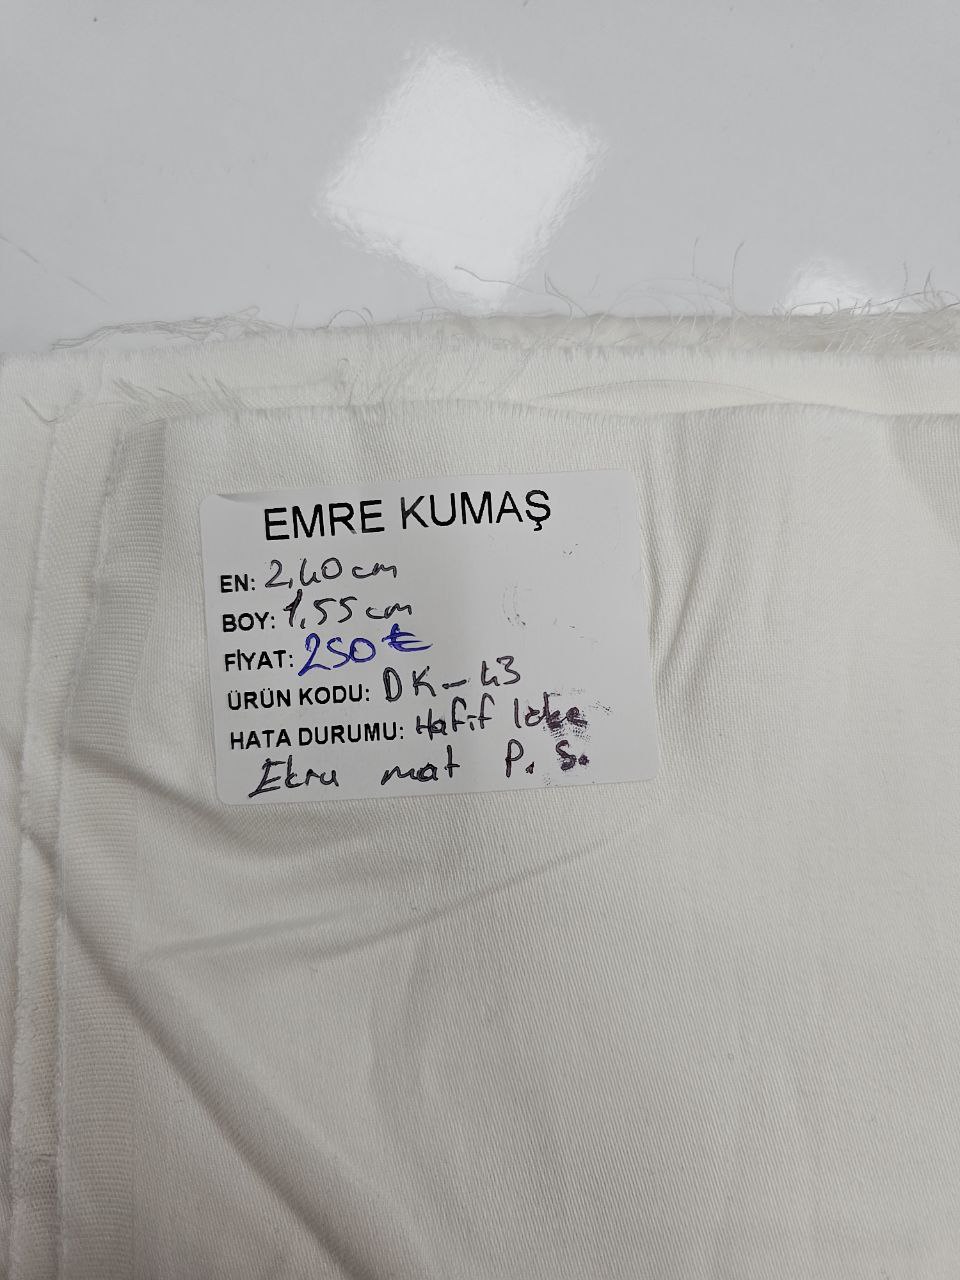 EMRE KUMAŞ
EN: 2,40 cm
BOY: 1,55 cm
FİYAT: 250 ₺
ÜRÜN KODU: DK-43
HATA DURUMU: Hafif leke
Ekru mat P. S.